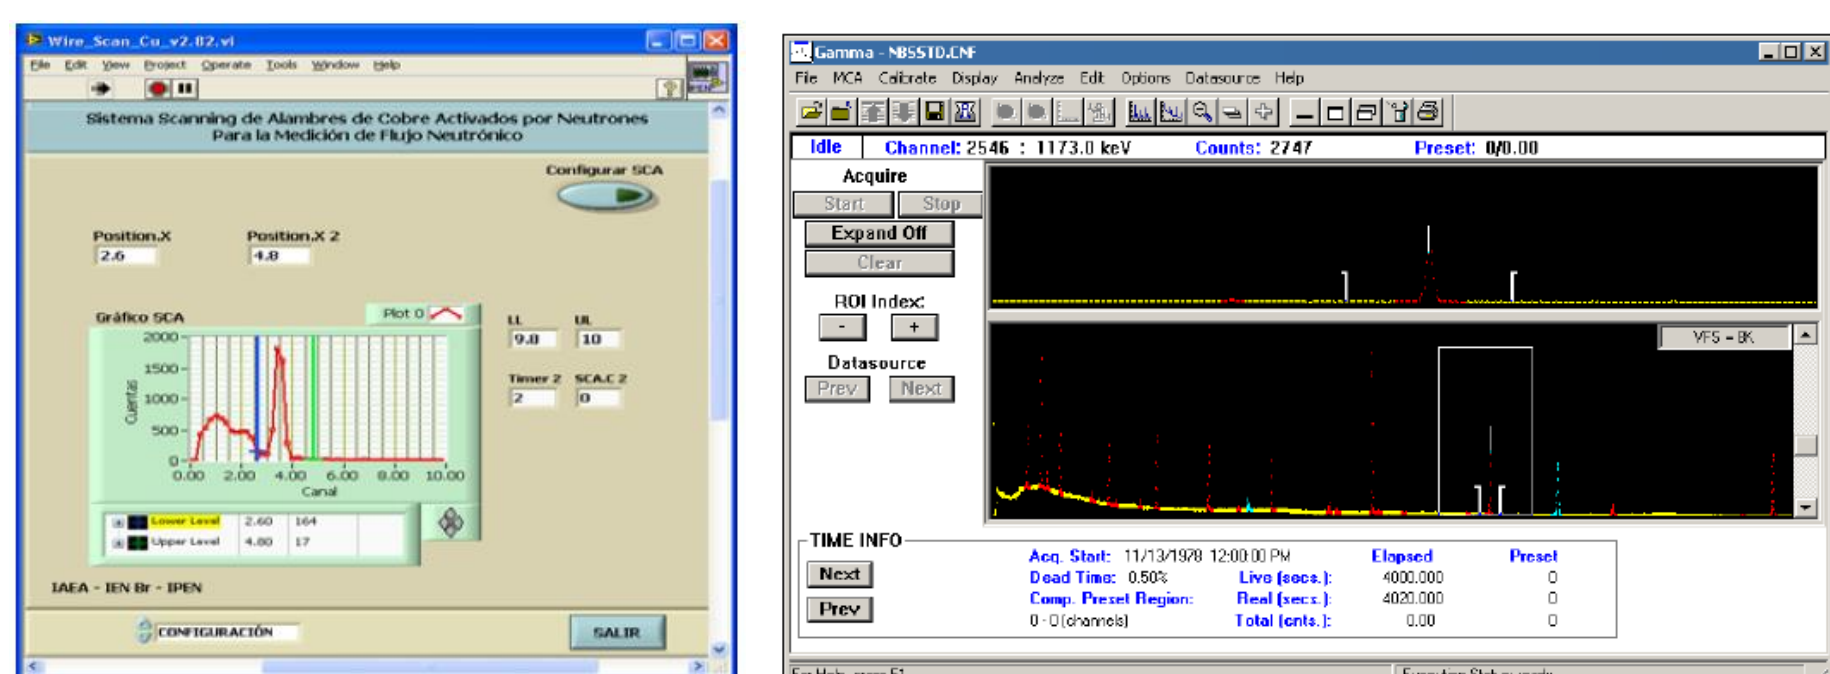 Wire_Scan_Cu_v2.02.vi
File Edit View Project Operate Tools Window Help
Sistema Scanning de Alambres de Cobre Activados por Neutrones
Para la Medición de Flujo Neutrónico
Configurar SCA
Position.X Position.X 2
2.6 4.8
Gráfico SCA Plot 0
LL UL
9.8 10
Timer 2 SCA.C 2
2 0
Cuentas
2000
1500
1000
500
0
0.00 2.00 4.00 6.00 8.00 10.00
Canal
Lower Level 2.60 164
Upper Level 4.80 17
IAEA - IEN Br - IPEN
CONFIGURACIÓN SALIR
Gamma - NBSSTD.CNF
File MCA Calibrate Display Analyze Edit Options Datasource Help
Idle Channel: 2546 : 1173.0 keV Counts: 2747 Preset: 0/0.00
Acquire
Start Stop
Expand Off
Clear
ROI Index:
- +
Datasource
Prev Next
VFS = 8K
TIME INFO
Next
Prev
Acq. Start: 11/13/1978 12:00:00 PM Elapsed Preset
Dead Time: 0.50% Live (secs.): 4000.000 0
Comp. Preset Region: Real (secs.): 4020.000 0
0 - 0 (channels) Total (cnts.): 0.00 0
For Help, press F1